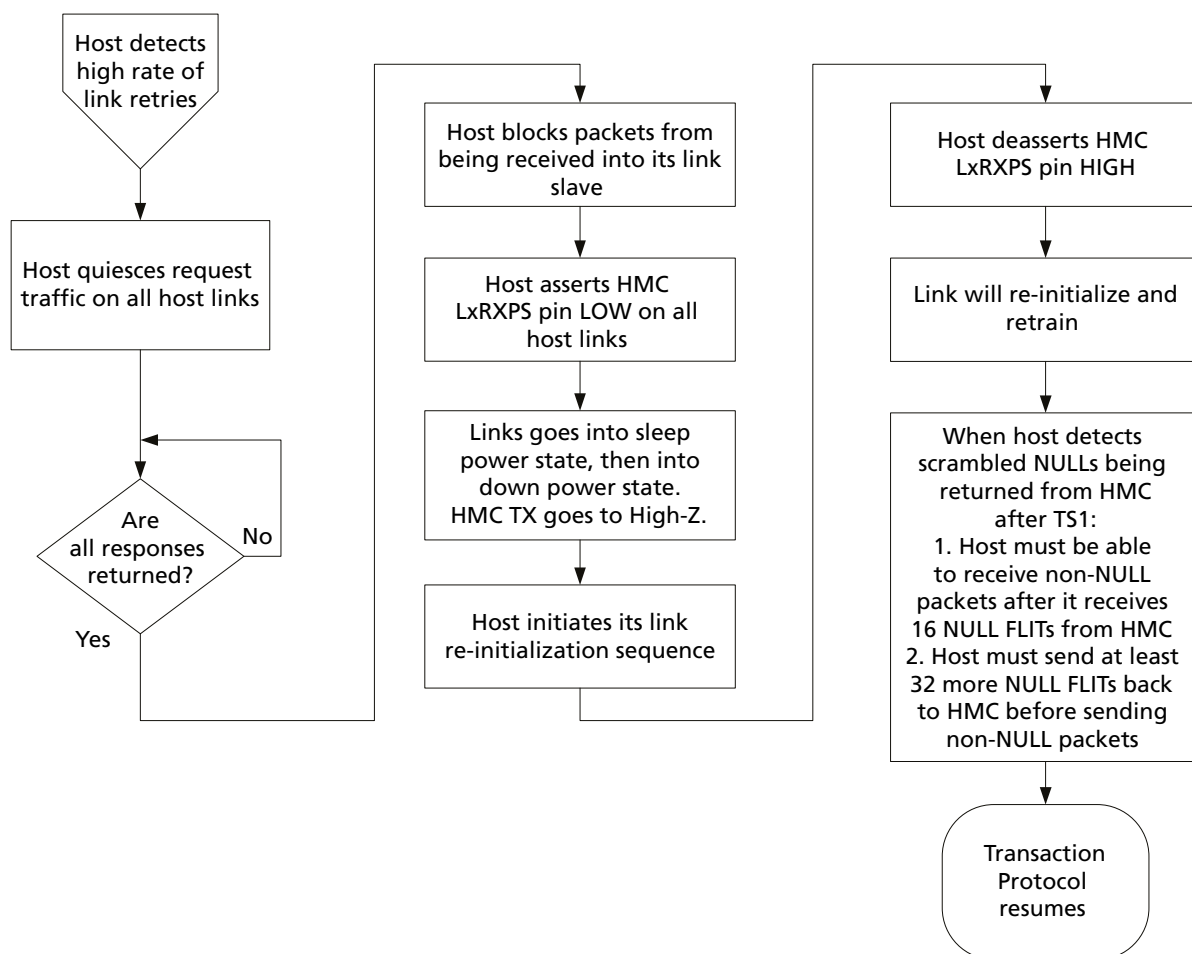 Host detects
high rate of
link retries
Host quiesces request
traffic on all host links
Are
all responses
returned?
No
Yes
Host blocks packets from
being received into its link
slave
Host asserts HMC
LxRXPS pin LOW on all
host links
Links goes into sleep
power state, then into
down power state.
HMC TX goes to High-Z.
Host initiates its link
re-initialization sequence
Host deasserts HMC
LxRXPS pin HIGH
Link will re-initialize and
retrain
When host detects
scrambled NULLs being
returned from HMC
after TS1:
1. Host must be able
to receive non-NULL
packets after it receives
16 NULL FLITs from HMC
2. Host must send at least
32 more NULL FLITs back
to HMC before sending
non-NULL packets
Transaction
Protocol
resumes